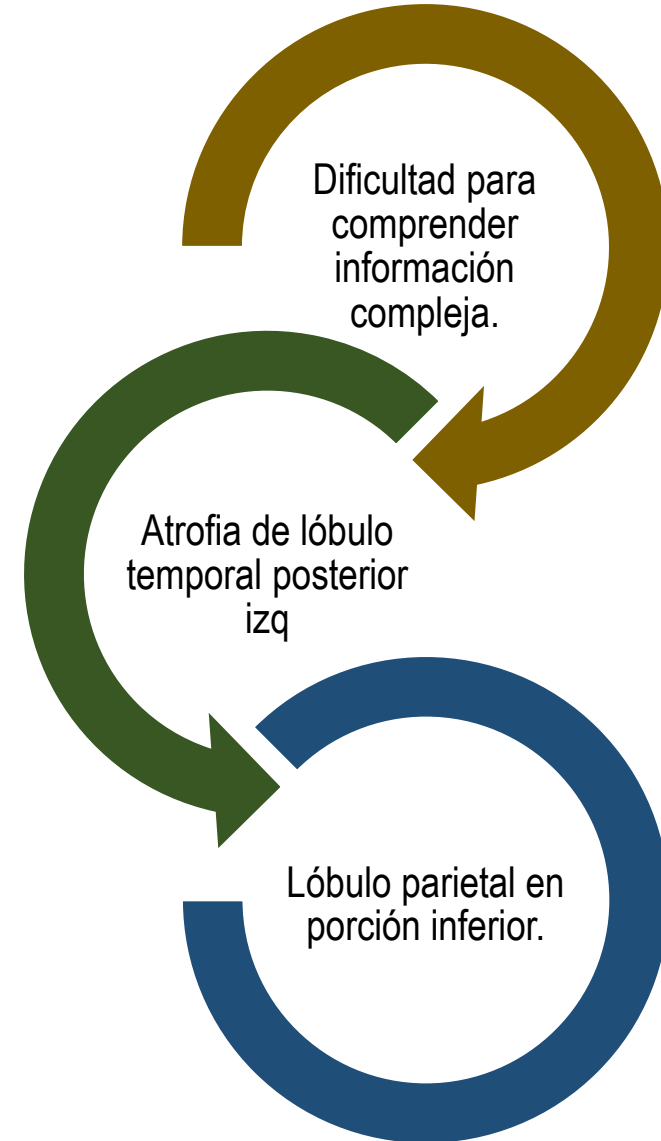 Dificultad para
comprender
información
compleja.
Atrofia de lóbulo
temporal posterior
izq
Lóbulo parietal en
porción inferior.